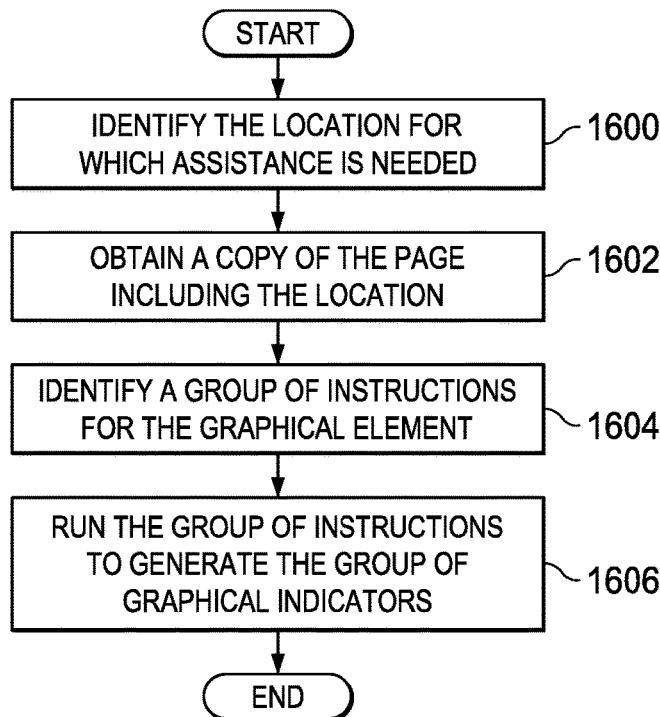 START
IDENTIFY THE LOCATION FOR
WHICH ASSISTANCE IS NEEDED
1600
OBTAIN A COPY OF THE PAGE
INCLUDING THE LOCATION
1602
IDENTIFY A GROUP OF INSTRUCTIONS
FOR THE GRAPHICAL ELEMENT
1604
RUN THE GROUP OF INSTRUCTIONS
TO GENERATE THE GROUP OF
GRAPHICAL INDICATORS
1606
END